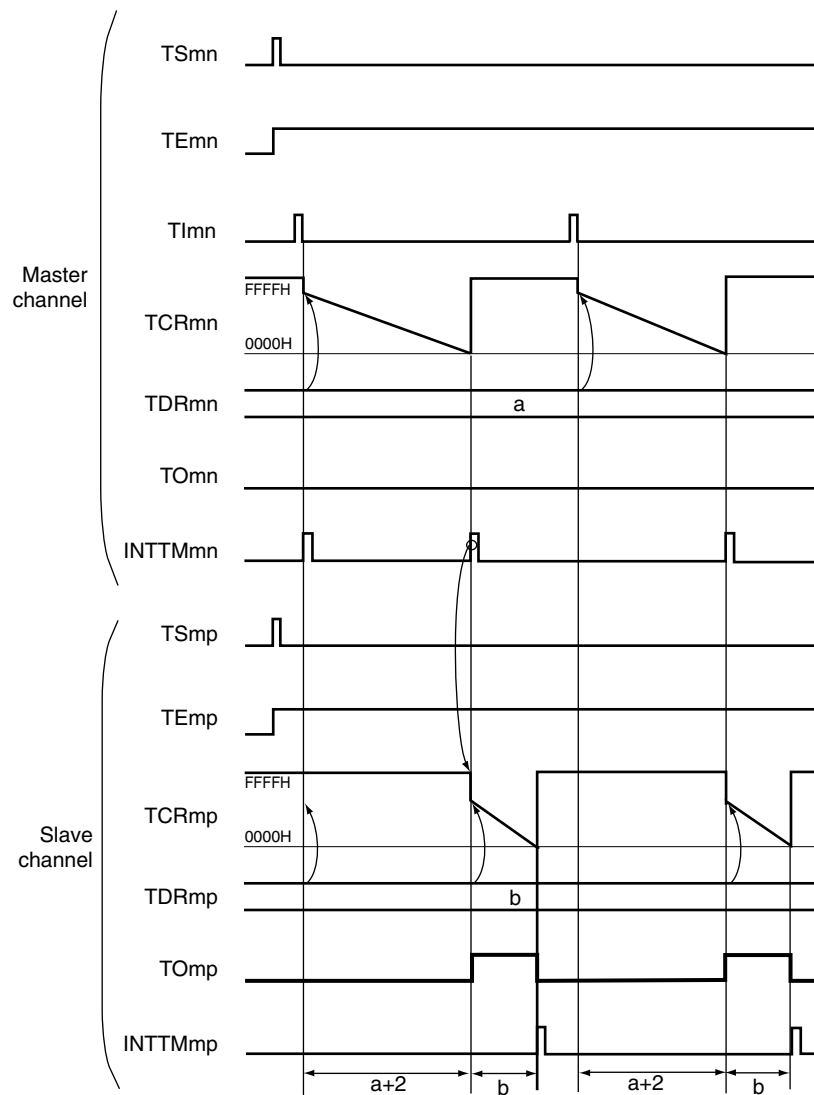 TSmn
TEmn
TImn
Master
channel
FFFFH
TCRmn
0000H
TDRmn
a
TOmn
INTTMmn
TSmp
TEmp
FFFFH
TCRmp
Slave
channel
0000H
TDRmp
b
TOmp
INTTMmp
a+2
b
a+2
b